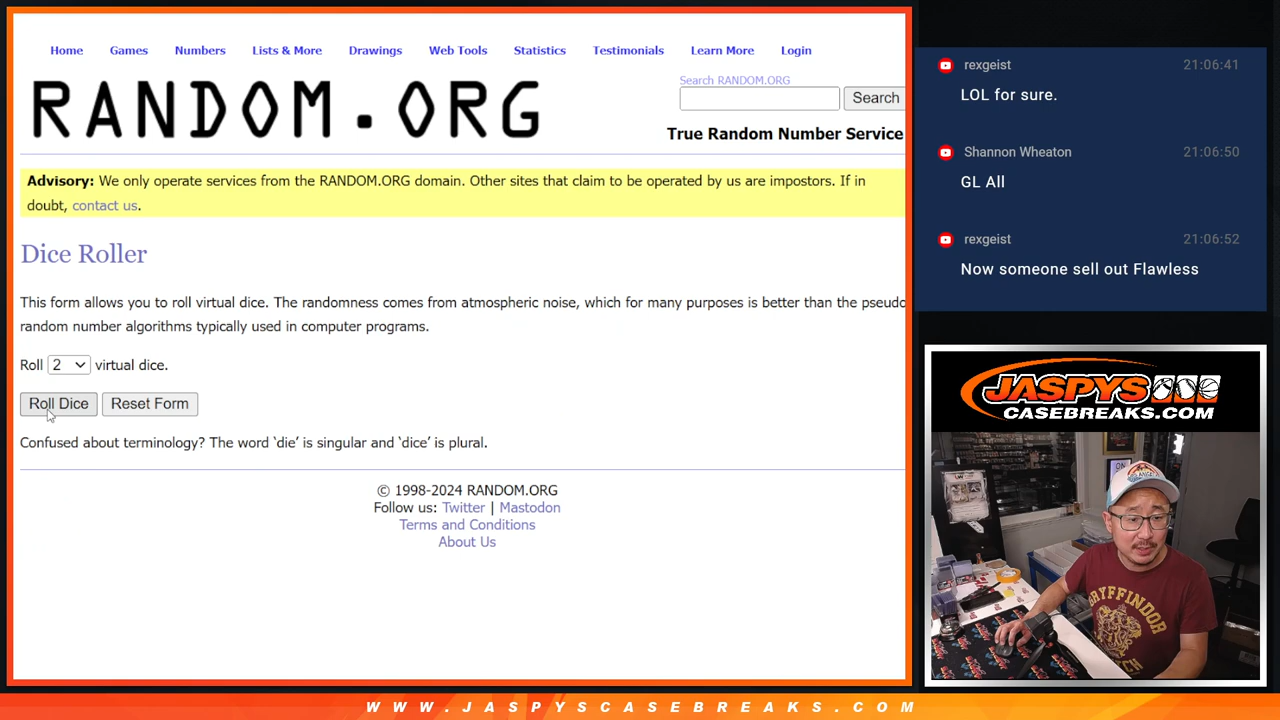 Home Games Numbers Lists & More Drawings Web Tools Statistics Testimonials Learn More Login
RANDOM.ORG
Search RANDOM.ORG
Search
True Random Number Service
Advisory: We only operate services from the RANDOM.ORG domain. Other sites that claim to be operated by us are impostors. If in
doubt, contact us.
Dice Roller
This form allows you to roll virtual dice. The randomness comes from atmospheric noise, which for many purposes is better than the pseudo
random number algorithms typically used in computer programs.
Roll 2 virtual dice.
Roll Dice Reset Form
Confused about terminology? The word ‘die’ is singular and ‘dice’ is plural.
© 1998-2024 RANDOM.ORG
Follow us: Twitter | Mastodon
Terms and Conditions
About Us
rexgeist 21:06:41
LOL for sure.
Shannon Wheaton 21:06:50
GL All
rexgeist 21:06:52
Now someone sell out Flawless
JASPYS
CASEBREAKS.COM
GRYFFINDOR
WWW.JASPYSCASEBREAKS.COM